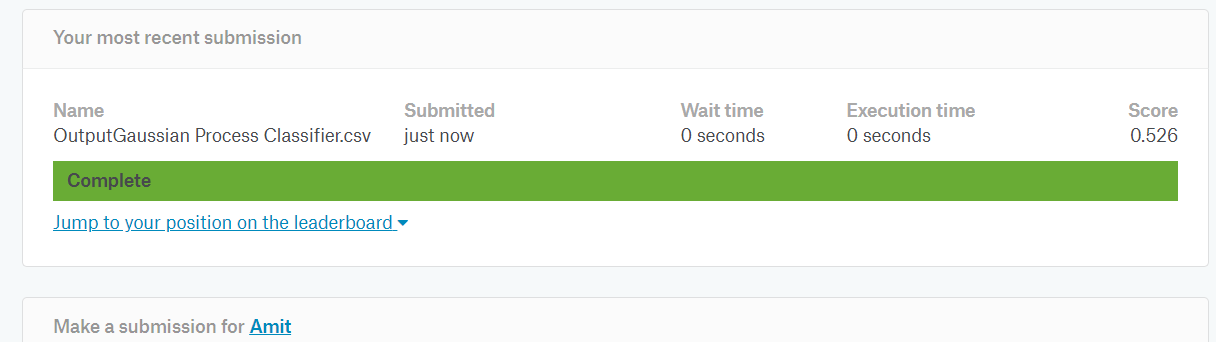 Your most recent submission
Name Submitted Wait time Execution time Score
OutputGaussian Process Classifier.csv just now 0 seconds 0 seconds 0.526
Complete
Jump to your position on the leaderboard
Make a submission for Amit